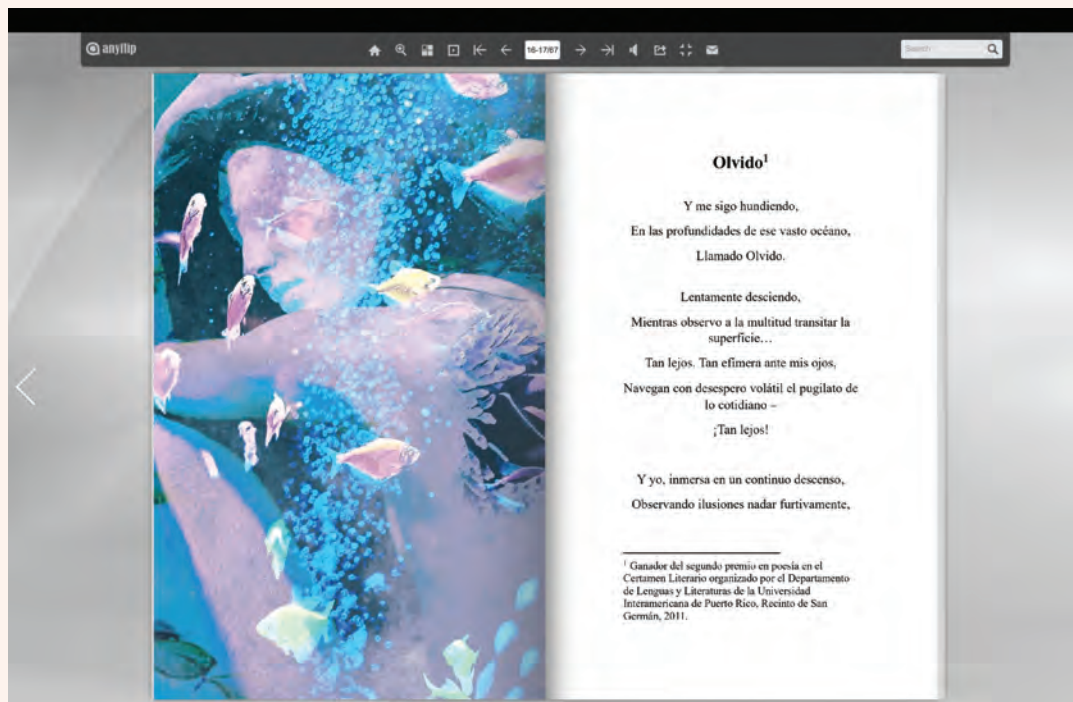 anyflip
16-17/67
Search
Olvido¹
Y me sigo hundiendo,
En las profundidades de ese vasto océano,
Llamado Olvido.
Lentamente desciendo,
Mientras observo a la multitud transitar la
superficie…
Tan lejos. Tan efímera ante mis ojos,
Navegan con desespero volátil el pugilato de
lo cotidiano –
¡Tan lejos!
Y yo, inmersa en un continuo descenso,
Observando ilusiones nadar furtivamente,
¹ Ganador del segundo premio en poesía en el
Certamen Literario organizado por el Departamento
de Lenguas y Literaturas de la Universidad
Interamericana de Puerto Rico, Recinto de San
Germán, 2011.